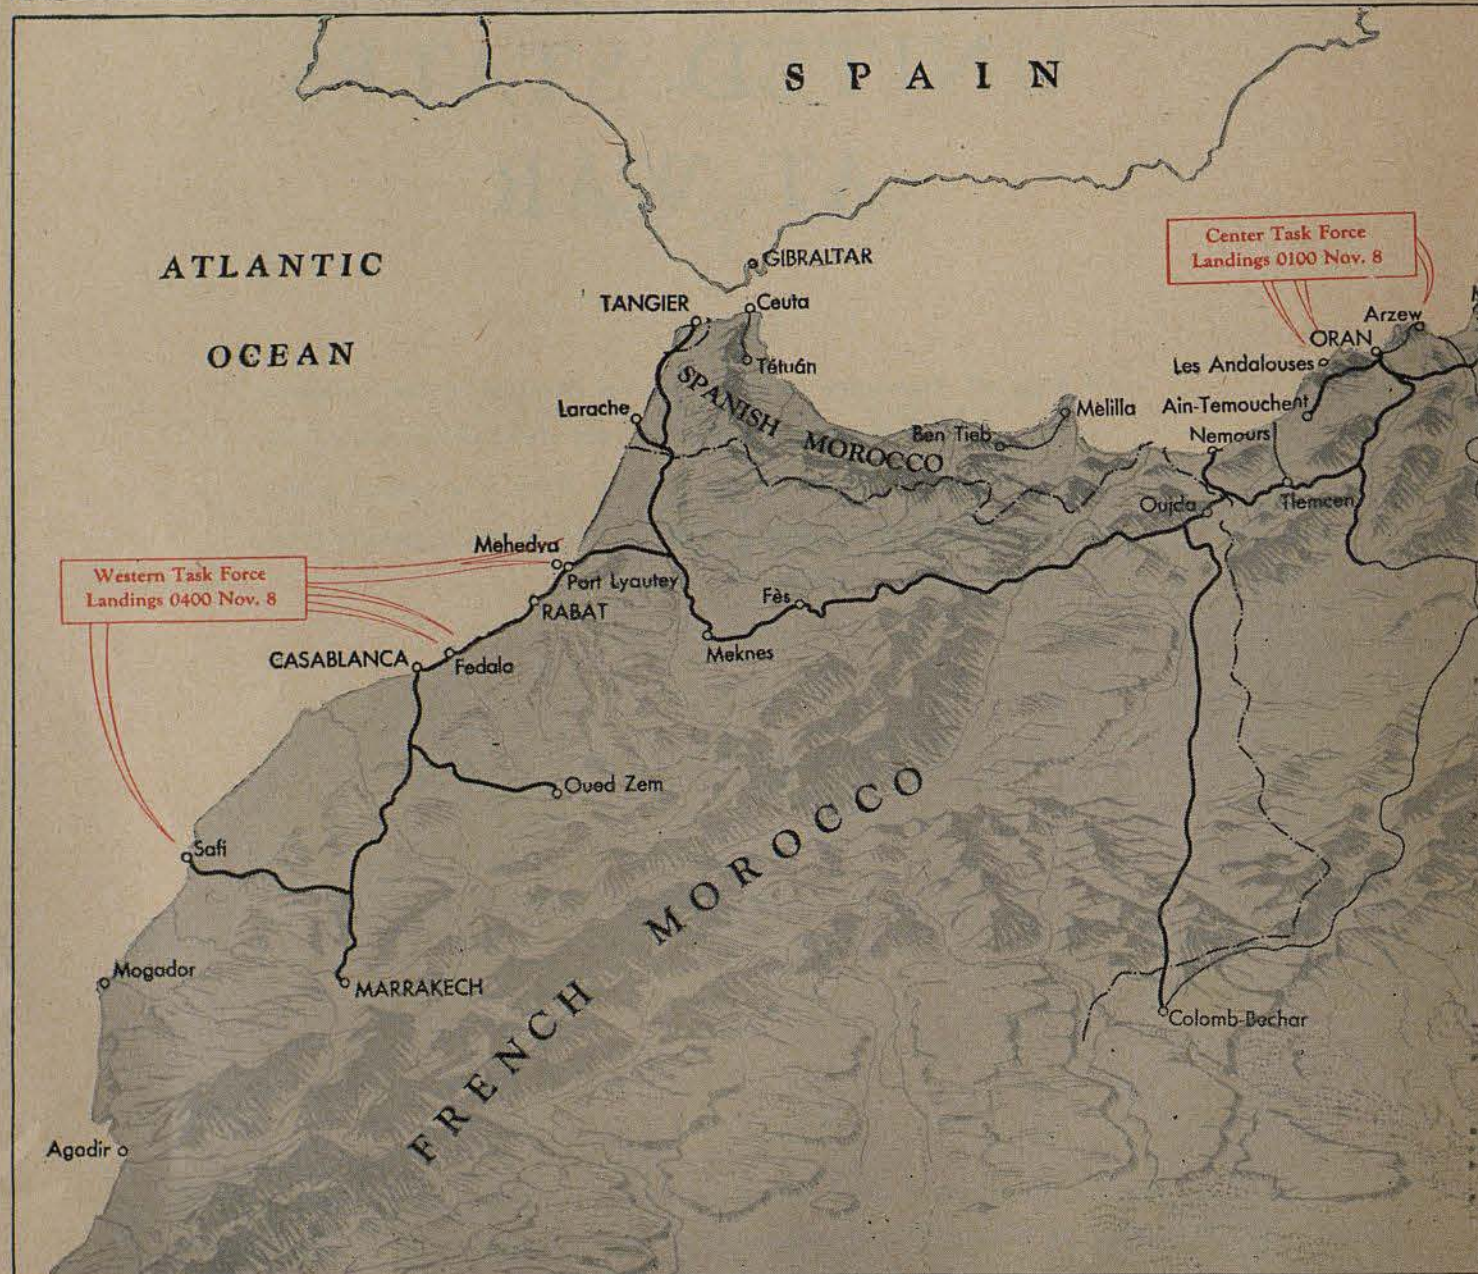 SPAIN
ATLANTIC
OCEAN
GIBRALTAR
TANGIER
Ceuta
Tétuán
Larache
SPANISH MOROCCO
Ben Tieb
Melilla
Center Task Force
Landings 0100 Nov. 8
Arzew
ORAN
Les Andalouses
Ain-Temouchent
Nemours
Oujda
Tlemcen
Western Task Force
Landings 0400 Nov. 8
Mehedya
Port Lyautey
RABAT
Fès
Meknes
CASABLANCA
Fedala
Oued Zem
Safi
FRENCH MOROCCO
Mogador
MARRAKECH
Colomb-Bechar
Agadir